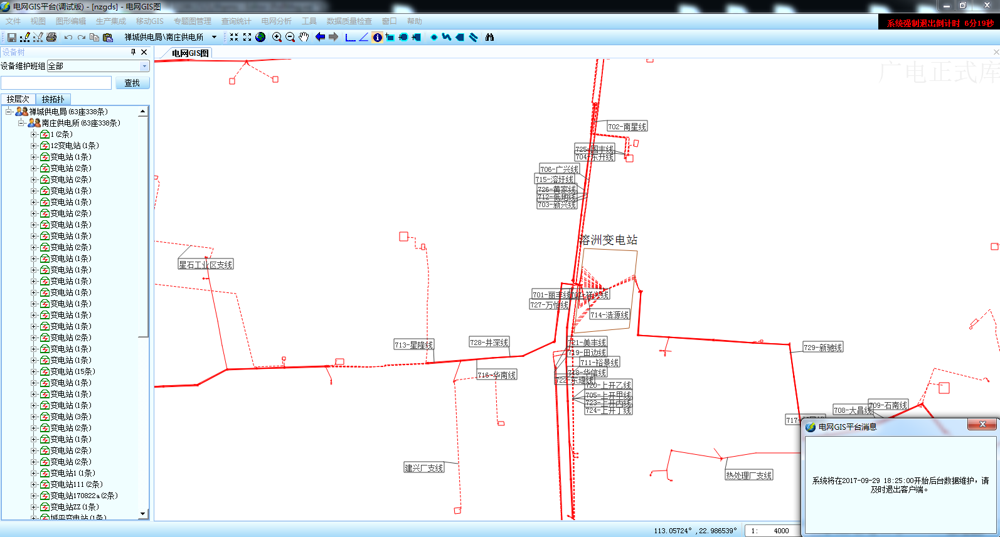 电网GIS平台(调试版) - [nzgds] - 电网GIS图
文件 视图 图形编辑 生产集成 移动GIS 专题图管理 查询统计 电网分析 工具 数据质量检查 窗口 帮助
系统强制退出倒计时 6分19秒
禅城供电局\南庄供电所
设备树
电网GIS图
设备维护班组 全部
查找
按层次 按拓扑
禅城供电局(63座338条)
南庄供电所(63座338条)
1(2条)
12变电站(1条)
变电站(1条)
变电站(2条)
变电站(2条)
变电站(1条)
变电站(1条)
变电站(2条)
变电站(1条)
变电站(1条)
变电站(2条)
变电站(1条)
变电站(1条)
变电站(1条)
变电站(1条)
变电站(1条)
变电站(1条)
变电站(1条)
变电站(2条)
变电站(1条)
变电站(1条)
变电站(15条)
变电站(1条)
变电站(1条)
变电站(1条)
变电站(3条)
变电站(2条)
变电站(1条)
变电站(2条)
变电站(2条)
变电站1(1条)
变电站111(2条)
变电站170822a(2条)
变电站ZZ(1条)
城平变电站(1条)
广电正式库
702-南星线
725-国丰线
704-东升线
706-广兴线
715-溶圩线
726-黄家线
712-低地线
703-新兴线
溶洲变电站
星石工业区支线
701-丽丰线
727-万怡线
714-浩源线
713-星隆线
728-井深线
716-华南线
721-美丰线
719-田边线
711-裕景线
718-华信线
722-东堤线
720-上开乙线
705-上开甲线
723-上开丙线
724-上开丁线
729-新驰线
709-石南线
708-大昌线
717-
建兴厂支线
热处理厂支线
电网GIS平台消息
系统将在2017-09-29 18:25:00开始后台数据维护，请
及时退出客户端。
113.05724°,22.986539°
1: 4000